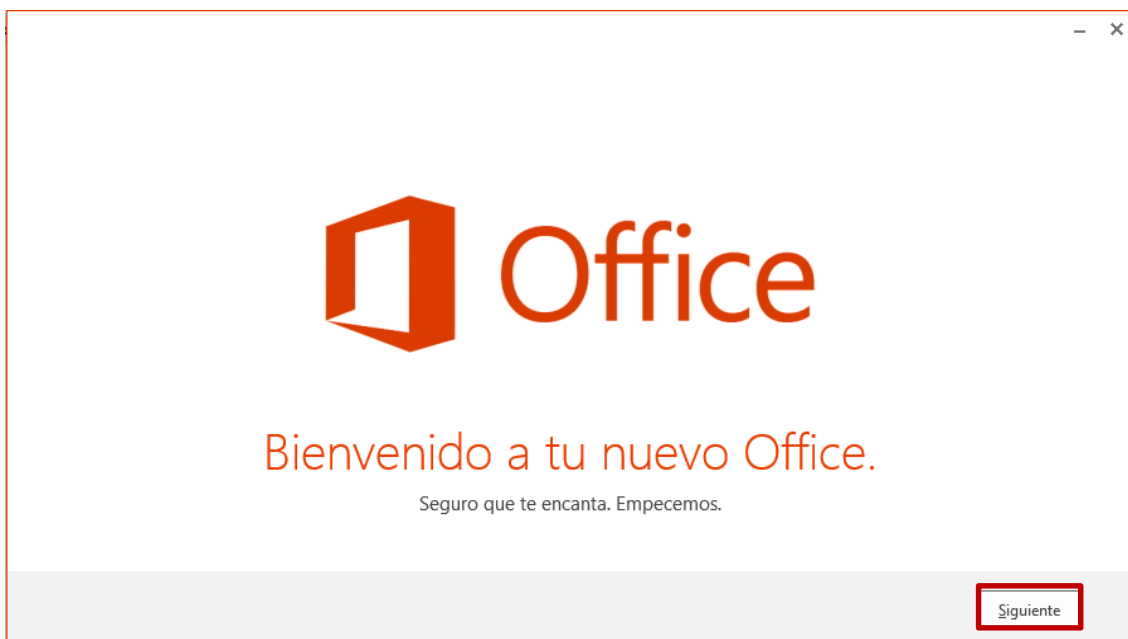 Office
Bienvenido a tu nuevo Office.
Seguro que te encanta. Empecemos.
Siguiente